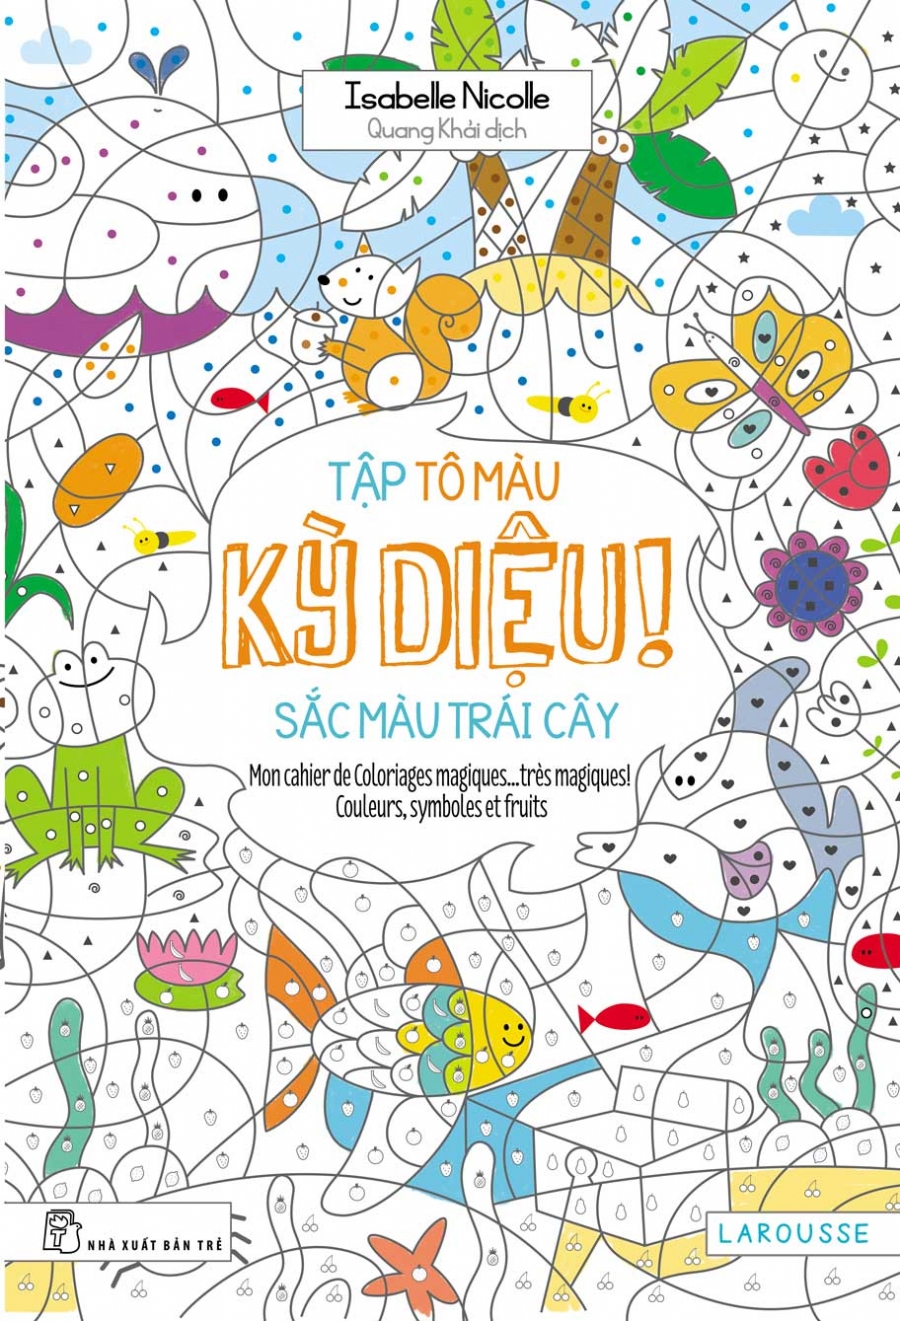 Isabelle Nicolle
Quang Khải dịch
TẬP TÔ MÀU
KỲ DIỆU!
SẮC MÀU TRÁI CÂY
Mon cahier de Coloriages magiques...très magiques!
Couleurs, symboles et fruits
NHÀ XUẤT BẢN TRẺ
LAROUSSE